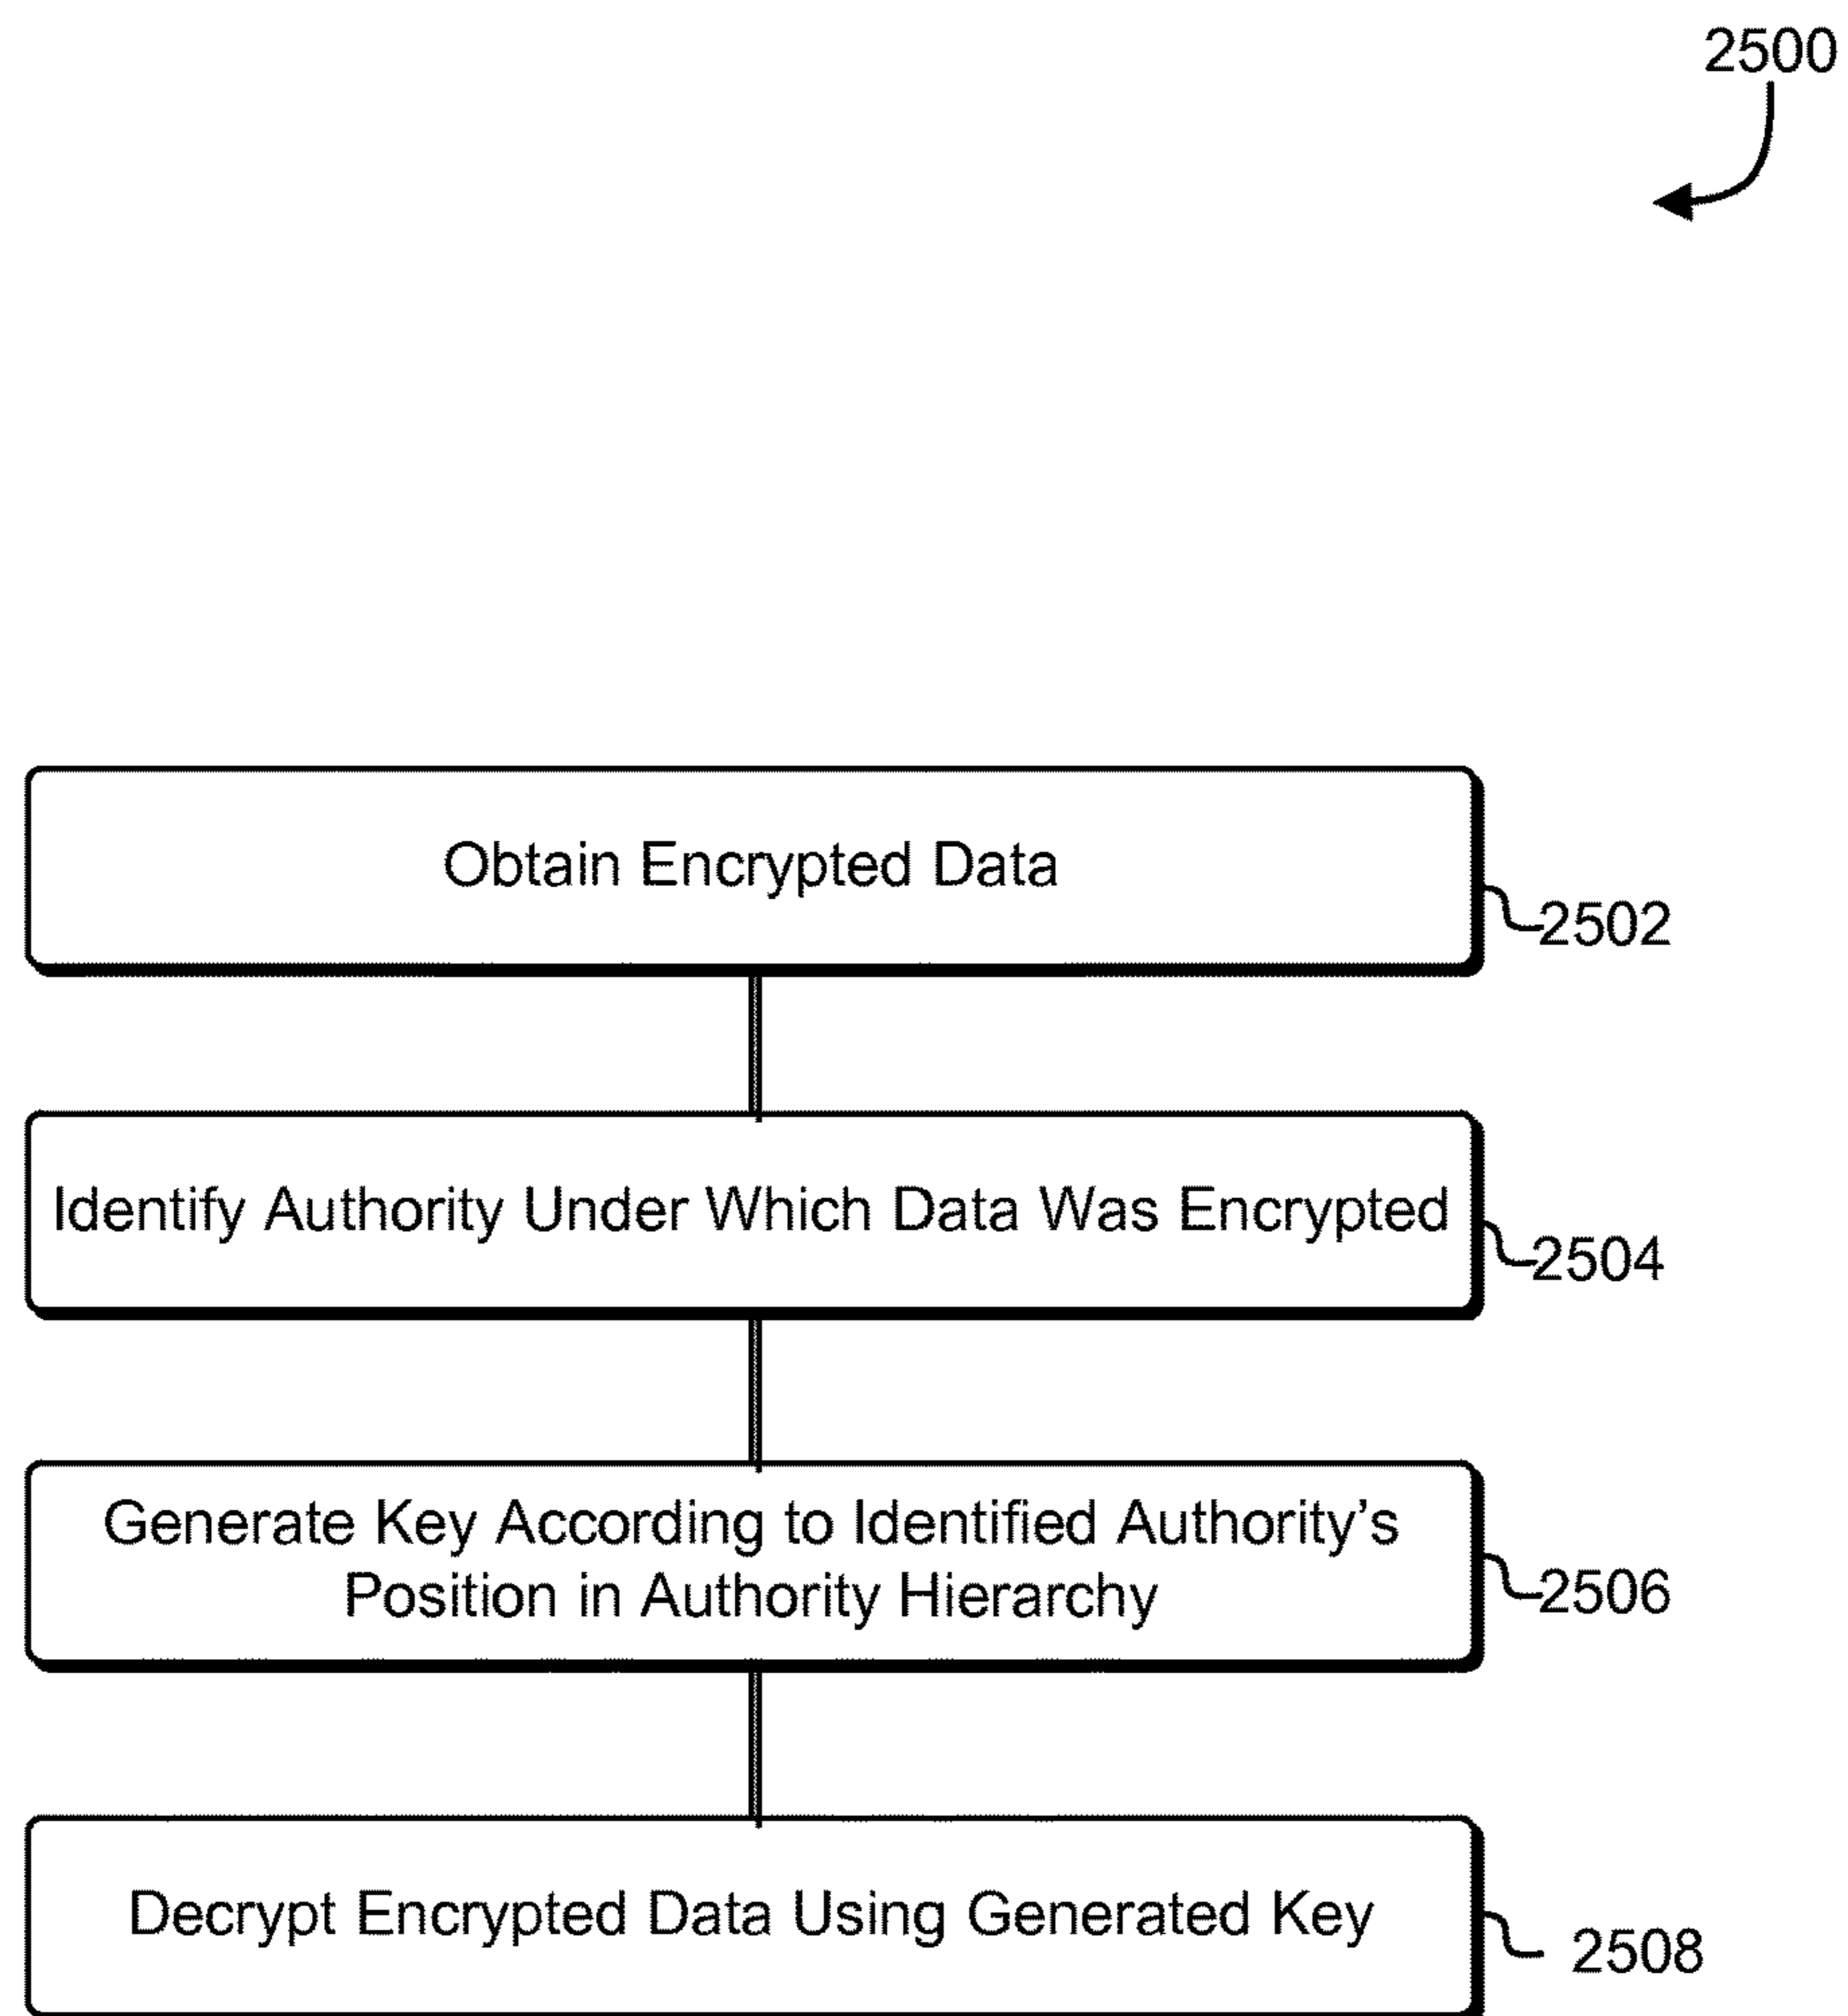 2500
Obtain Encrypted Data
2502
Identify Authority Under Which Data Was Encrypted
2504
Generate Key According to Identified Authority’s
Position in Authority Hierarchy
2506
Decrypt Encrypted Data Using Generated Key
2508